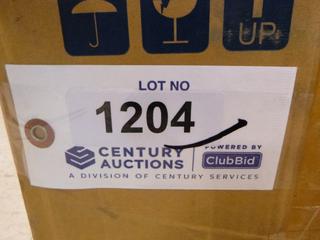 UP
LOT NO
1204
CENTURY
AUCTIONS
POWERED BY
ClubBid
A DIVISION OF CENTURY SERVICES